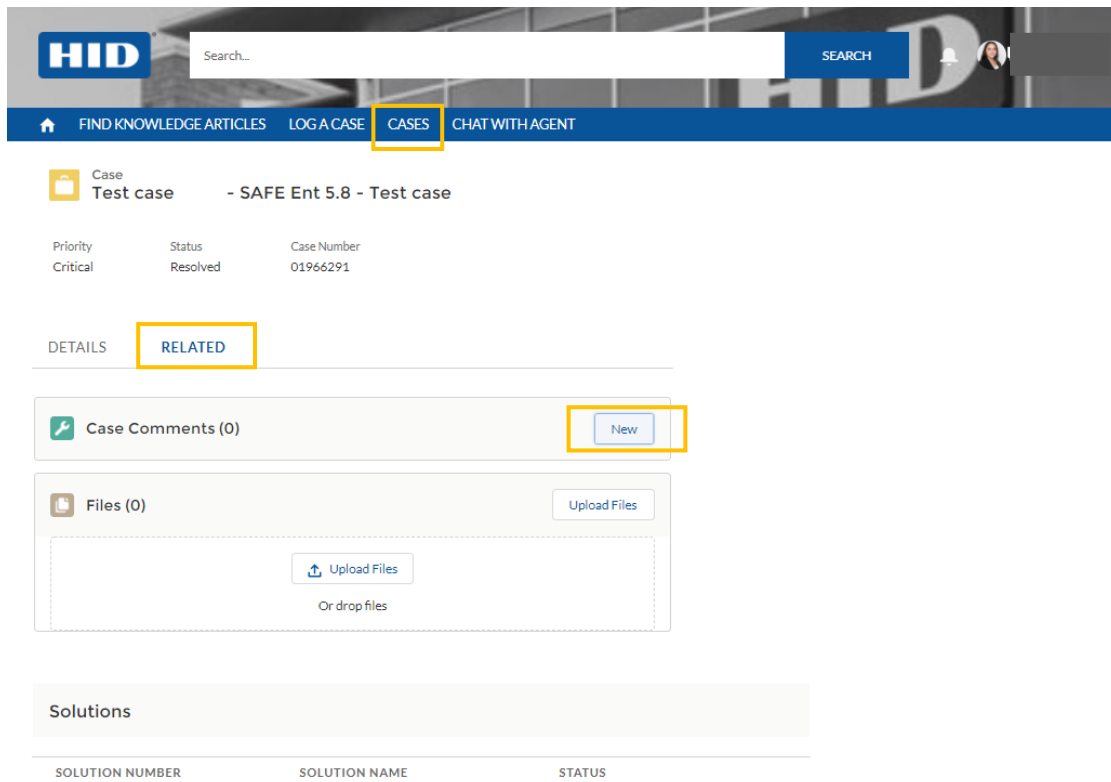 HID
Search...
SEARCH
FIND KNOWLEDGE ARTICLES LOG A CASE CASES CHAT WITH AGENT
Case
Test case - SAFE Ent 5.8 - Test case
Priority Status Case Number
Critical Resolved 01966291
DETAILS RELATED
Case Comments (0) New
Files (0) Upload Files
Upload Files
Or drop files
Solutions
SOLUTION NUMBER SOLUTION NAME STATUS